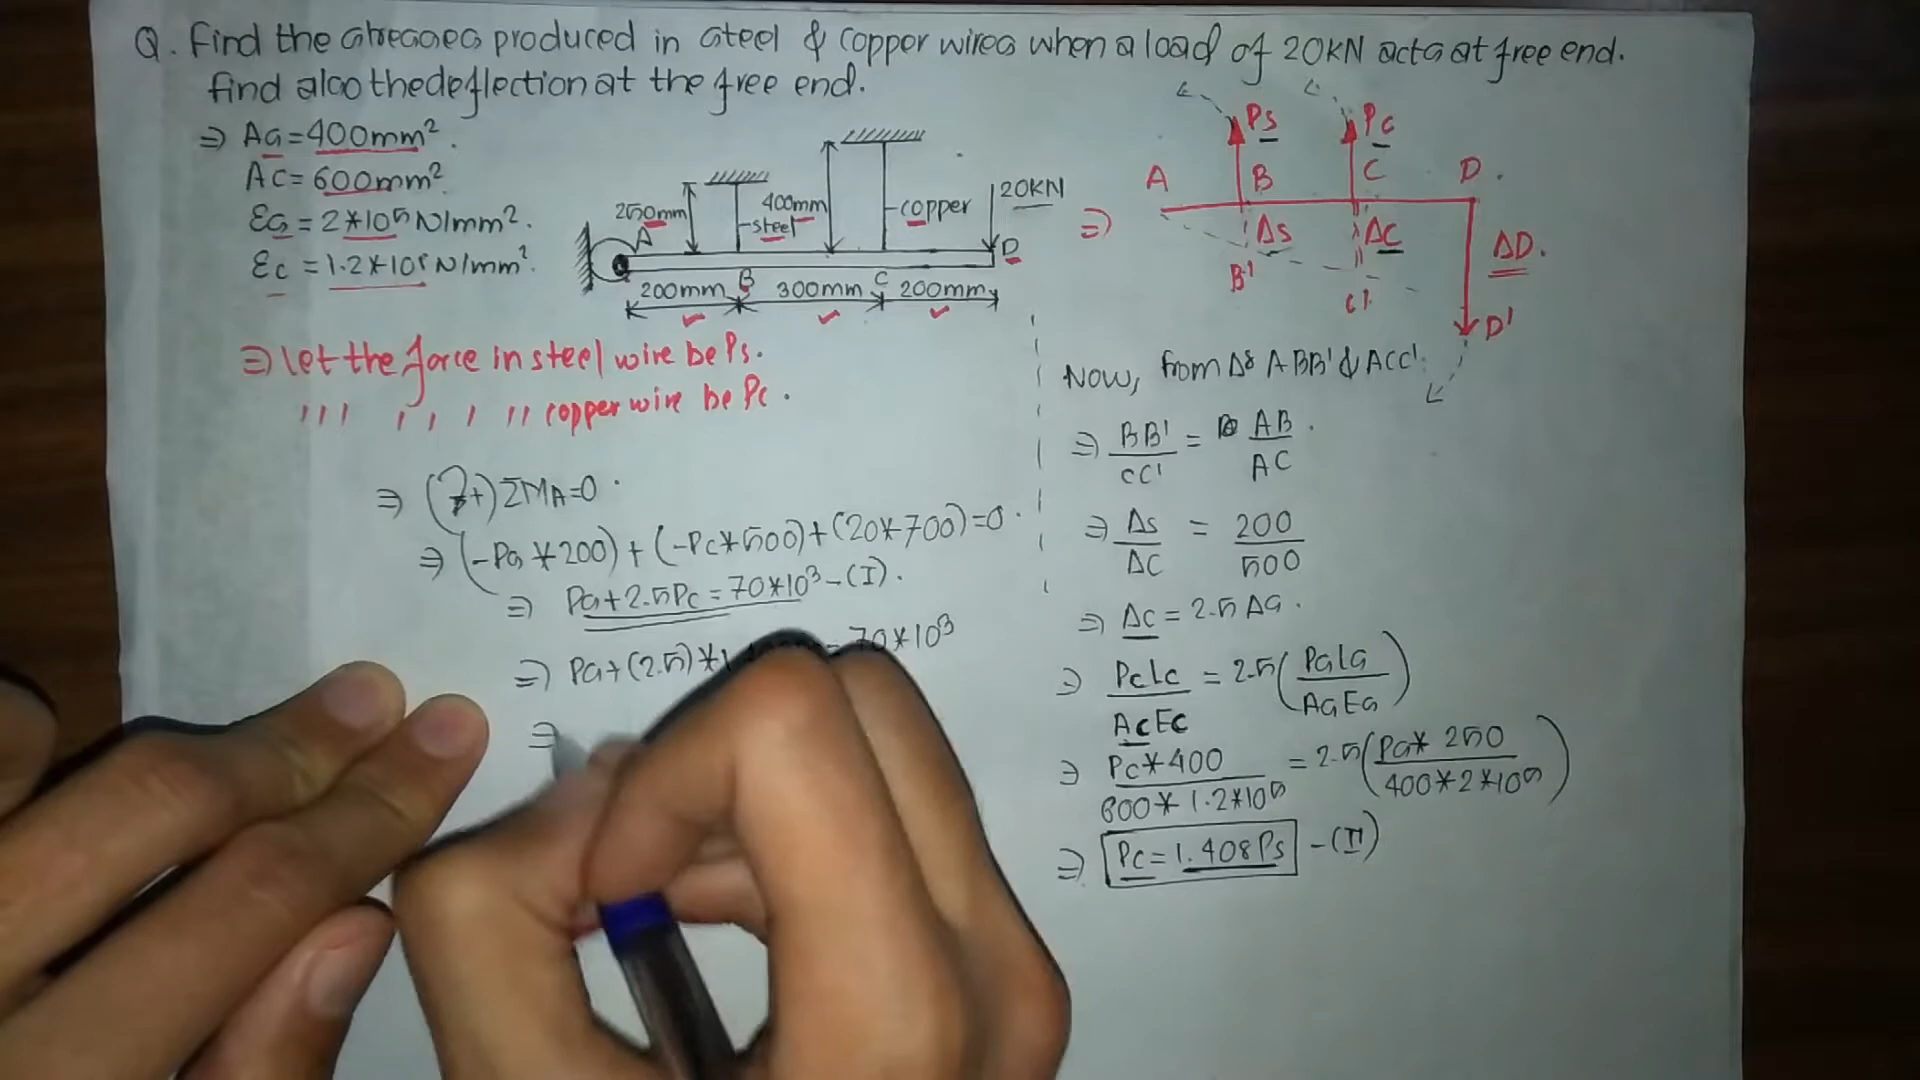 Q. Find the stresses produced in steel & copper wires when a load of 20KN acts at free end.
find also the deflection at the free end.
⇒ As=400mm².
AC=600mm².
Es=2*10⁵N/mm².
Ec=1.2*10⁵N/mm².
250mm
steel
400mm
copper
20KN
A
D
200mm B 300mm C 200mm
⇒
Ps
Pc
A B C D.
Δs ΔC ΔD.
B'
C'
D'
⇒ let the force in steel wire be Ps.
''' ' ' ' '' copper wire be Pc.
⇒ (+) ΣMA=0.
⇒ (-Ps*200)+(-Pc*500)+(20*700)=0.
⇒ Ps+2.5Pc=70*10³-(I).
⇒ Ps+(2.5)* = 70*10³
⇒
Now, from Δs ABB' & ACC'.
⇒ BB'/CC' = AB/AC.
⇒ Δs/ΔC = 200/500
⇒ ΔC=2.5Δs.
⇒ PcLc/AcEc = 2.5(PsLs/AsEs)
⇒ Pc*400/600*1.2*10⁵ = 2.5(Ps*250/400*2*10⁵)
⇒ Pc=1.408Ps -(II)